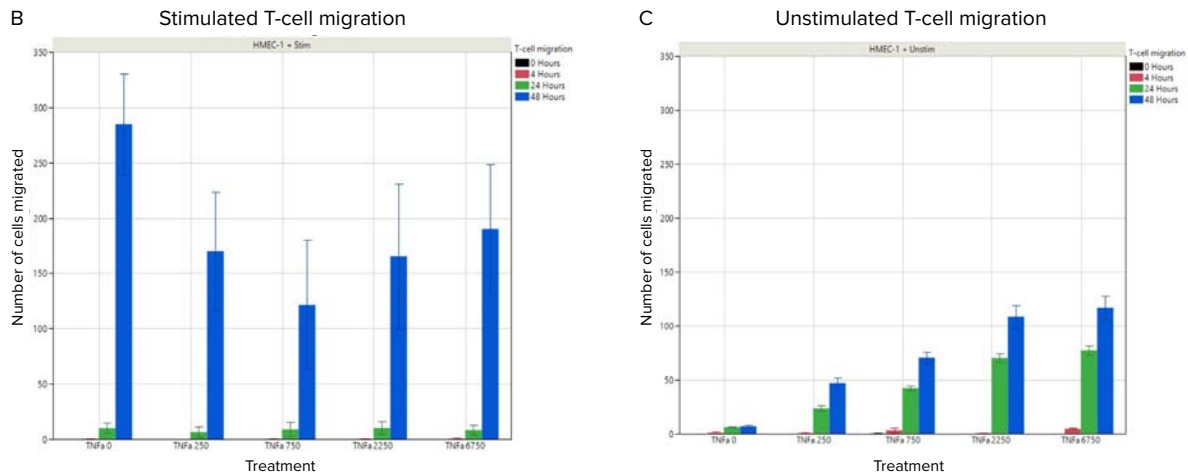 B
Stimulated T-cell migration
HMEC-1 + Stim
T-cell migration
0 Hours
4 Hours
24 Hours
48 Hours
350
300
250
200
150
100
50
0
Number of cells migrated
TNFa 0
TNFa 250
TNFa 750
TNFa 2250
TNFa 6750
Treatment
C
Unstimulated T-cell migration
HMEC-1 + Unstim
T-cell migration
0 Hours
4 Hours
24 Hours
48 Hours
350
300
250
200
150
100
50
0
Number of cells migrated
TNFa 0
TNFa 250
TNFa 750
TNFa 2250
TNFa 6750
Treatment